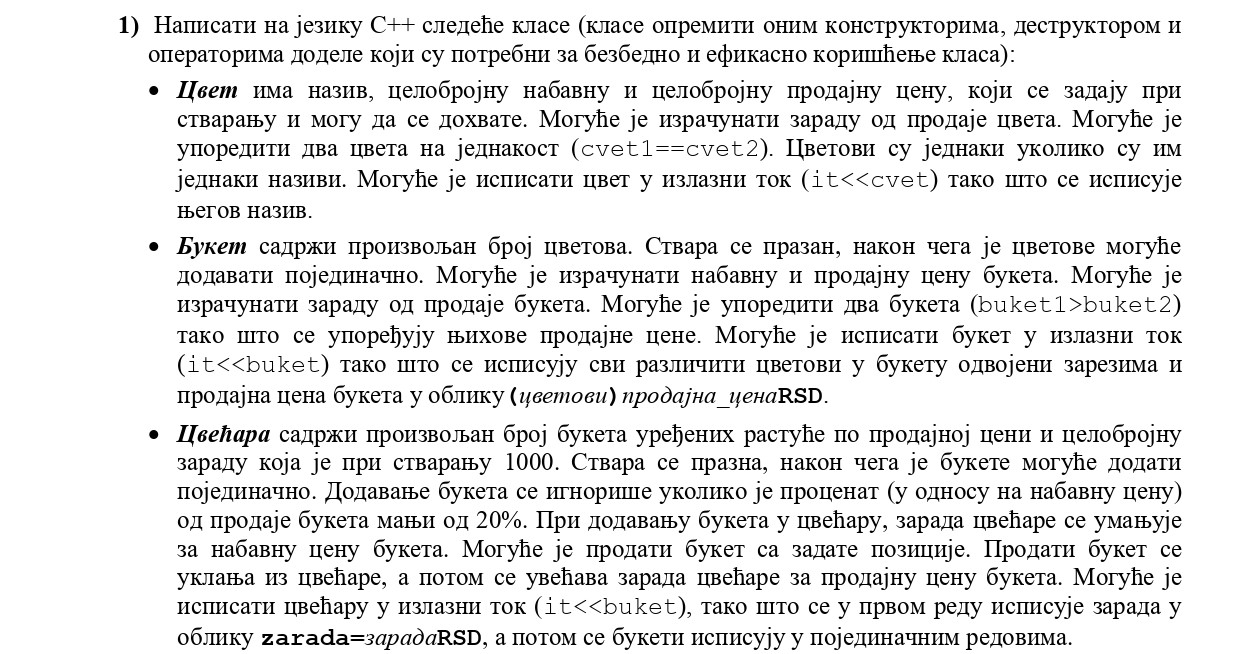 1) Написати на језику C++ следеће класе (класе опремити оним конструкторима, деструктором и
операторима доделе који су потребни за безбедно и ефикасно коришћење класа):
• Цвет има назив, целобројну набавну и целобројну продајну цену, који се задају при
стварању и могу да се дохвате. Могуће је израчунати зараду од продаје цвета. Могуће је
упоредити два цвета на једнакост (cvet1==cvet2). Цветови су једнаки уколико су им
једнаки називи. Могуће је исписати цвет у излазни ток (it<<cvet) тако што се исписује
његов назив.
• Букет садржи произвољан број цветова. Ствара се празан, након чега је цветове могуће
додавати појединачно. Могуће је израчунати набавну и продајну цену букета. Могуће је
израчунати зараду од продаје букета. Могуће је упоредити два букета (buket1>buket2)
тако што се упоређују њихове продајне цене. Могуће је исписати букет у излазни ток
(it<<buket) тако што се исписују сви различити цветови у букету одвојени зарезима и
продајна цена букета у облику (цветови)продајна_ценаRSD.
• Цвећара садржи произвољан број букета уређених растуће по продајној цени и целобројну
зараду која је при стварању 1000. Ствара се празна, након чега је букете могуће додати
појединачно. Додавање букета се игнорише уколико је проценат (у односу на набавну цену)
од продаје букета мањи од 20%. При додавању букета у цвећару, зарада цвећаре се умањује
за набавну цену букета. Могуће је продати букет са задате позиције. Продати букет се
уклања из цвећаре, а потом се увећава зарада цвећаре за продајну цену букета. Могуће је
исписати цвећару у излазни ток (it<<buket), тако што се у првом реду исписује зарада у
облику zarada=зарадаRSD, а потом се букети исписују у појединачним редовима.